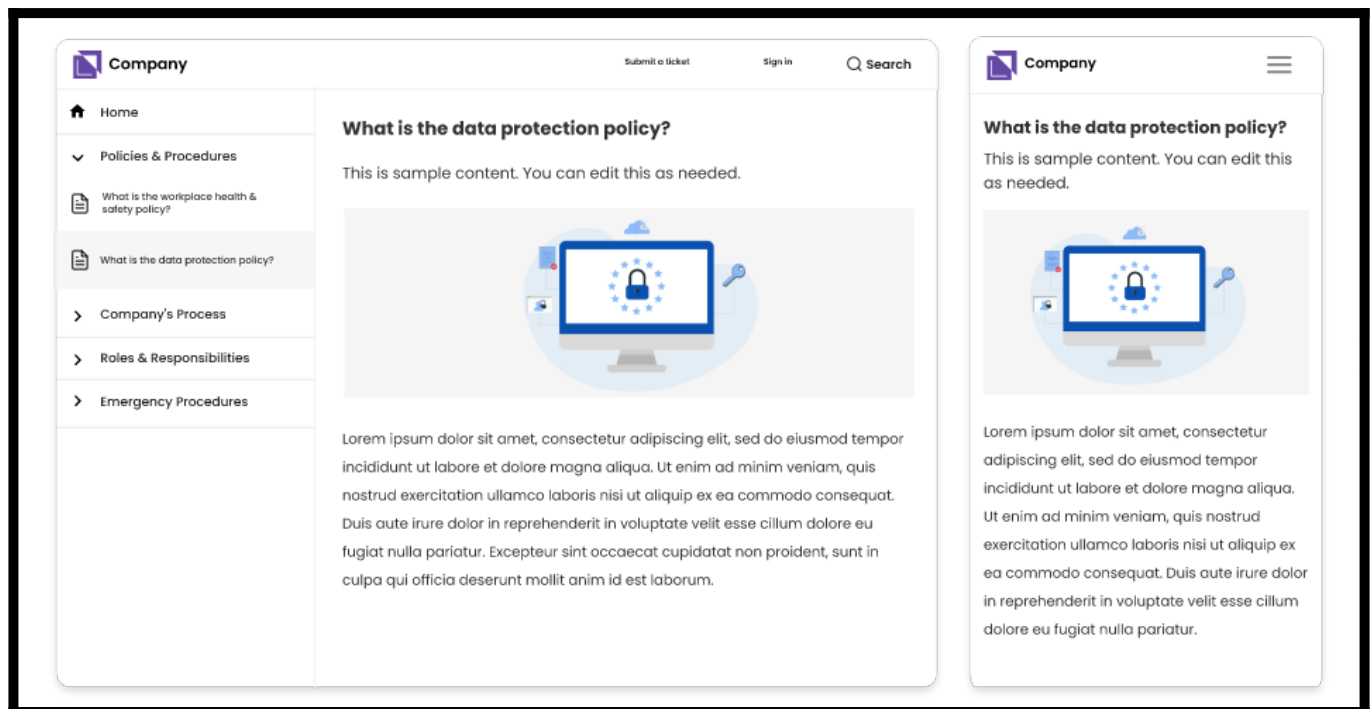 Company
Submit a ticket
Sign in
Search
Home
Policies & Procedures
What is the workplace health &
safety policy?
What is the data protection policy?
Company's Process
Roles & Responsibilities
Emergency Procedures
What is the data protection policy?
This is sample content. You can edit this as needed.
Lorem ipsum dolor sit amet, consectetur adipiscing elit, sed do eiusmod tempor
incididunt ut labore et dolore magna aliqua. Ut enim ad minim veniam, quis
nostrud exercitation ullamco laboris nisi ut aliquip ex ea commodo consequat.
Duis aute irure dolor in reprehenderit in voluptate velit esse cillum dolore eu
fugiat nulla pariatur. Excepteur sint occaecat cupidatat non proident, sunt in
culpa qui officia deserunt mollit anim id est laborum.
Company
What is the data protection policy?
This is sample content. You can edit this
as needed.
Lorem ipsum dolor sit amet, consectetur
adipiscing elit, sed do eiusmod tempor
incididunt ut labore et dolore magna aliqua.
Ut enim ad minim veniam, quis nostrud
exercitation ullamco laboris nisi ut aliquip ex
ea commodo consequat. Duis aute irure dolor
in reprehenderit in voluptate velit esse cillum
dolore eu fugiat nulla pariatur.